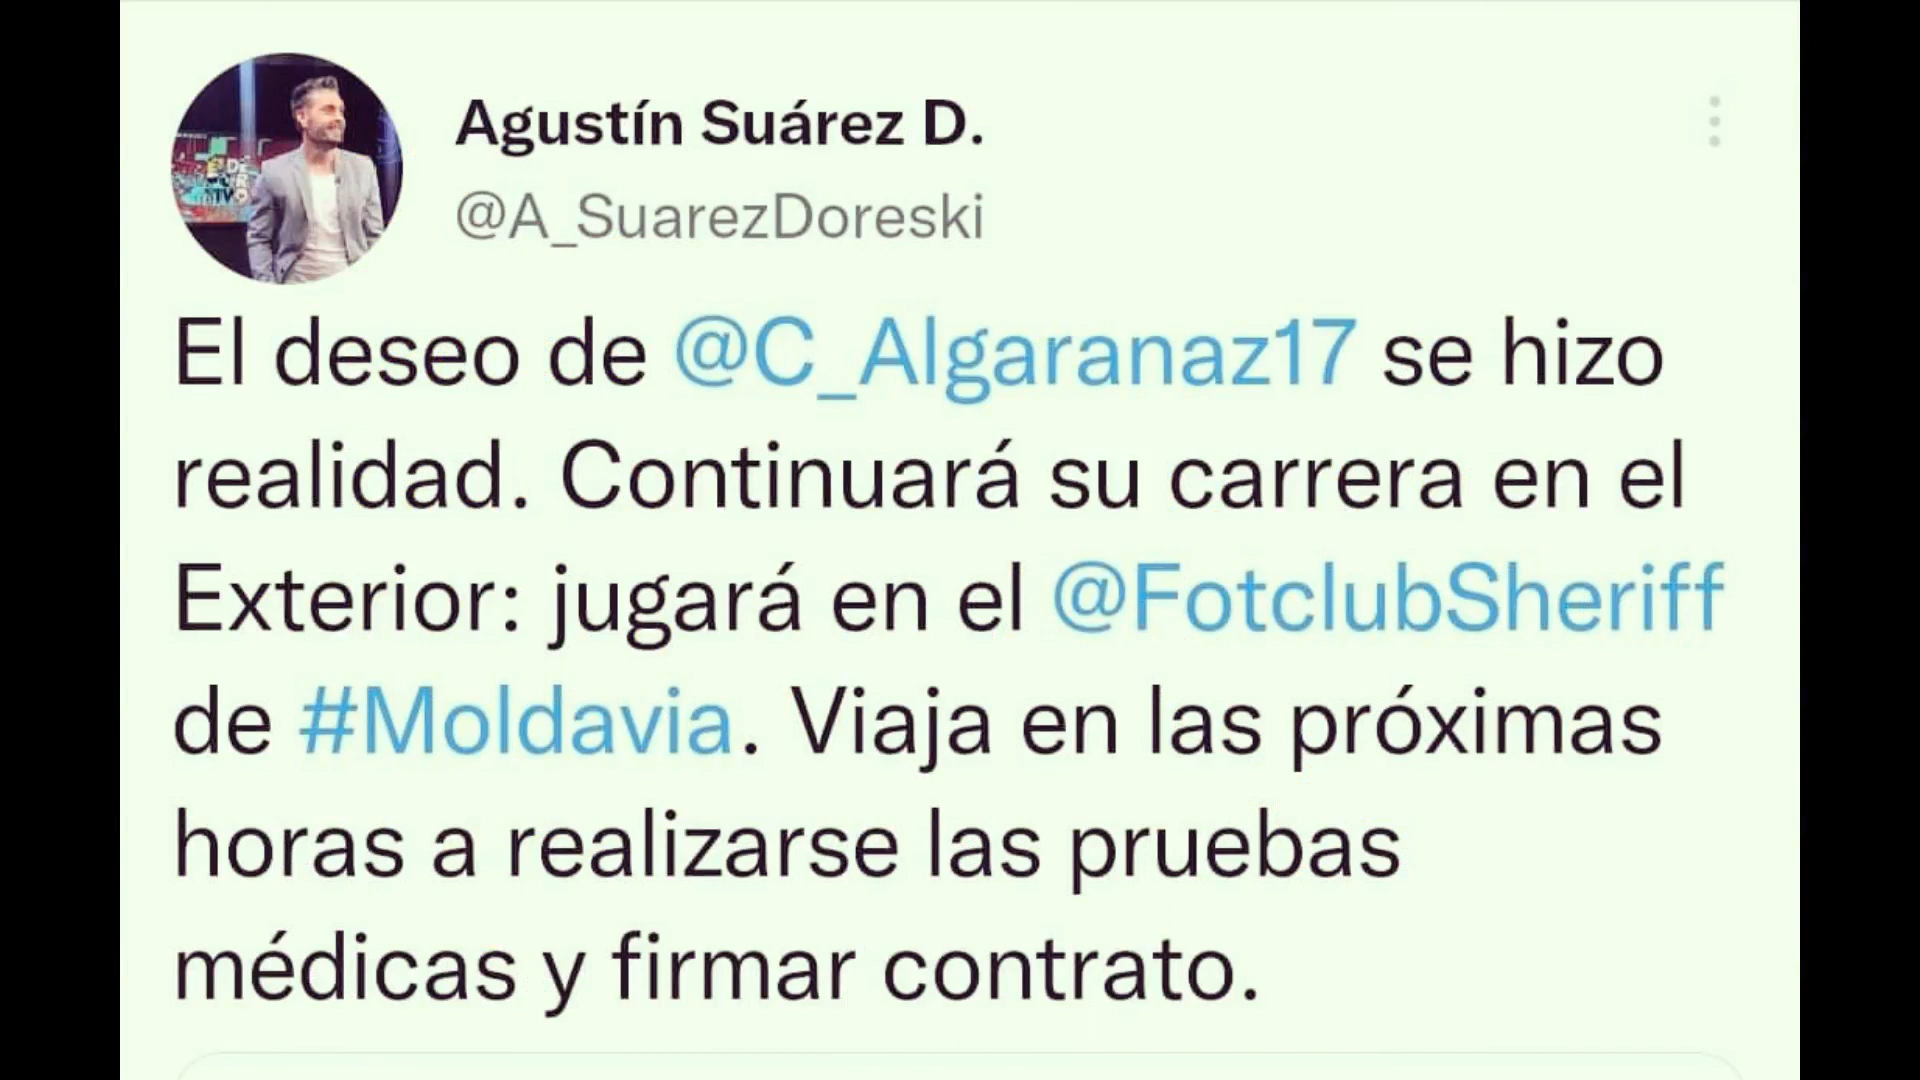 Agustín Suárez D.
@A_SuarezDoreski
El deseo de @C_Algaranaz17 se hizo
realidad. Continuará su carrera en el
Exterior: jugará en el @FotclubSheriff
de #Moldavia. Viaja en las próximas
horas a realizarse las pruebas
médicas y firmar contrato.